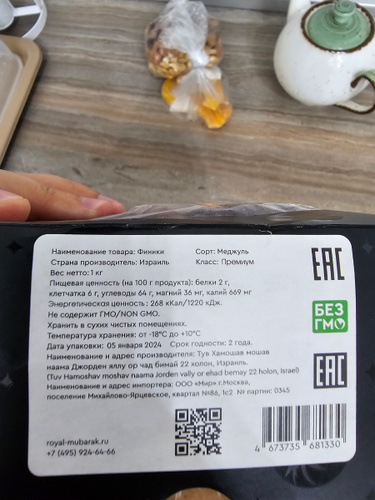 Наименование товара: Финики Сорт: Меджуль
Страна производитель: Израиль Класс: Премиум
Вес нетто: 1 кг
Пищевая ценность (на 100 г продукта): белки 2 г,
клетчатка 6 г, углеводы 64 г, магний 36 мг, калий 669 мг
Энергетическая ценность : 268 кКал/1220 кДж.
Не содержит ГМО/NON GMO.
Хранить в сухих чистых помещениях.
Температура хранения: от -18°C до +10°C
Дата упаковки: 05 января 2024 Срок годности: 2 года.
Наименование и адрес производителя: Тув Хамошав мошав
наама Джорден яллу ор чад бимай 22 холон, Израиль.
(Tuv Hamoshav moshav naama Jorden vally or ehad bemay 22 holon, Israel)
Наименование и адрес импортера: ООО «Мир» г.Москва,
поселение Михайлово-Ярцевское, квартал №86, 1с2 № партии: 0345
royal-mubarak.ru
+7 (495) 924-64-66
EAC
БЕЗ
ГМО
EAC
4 673735 681330